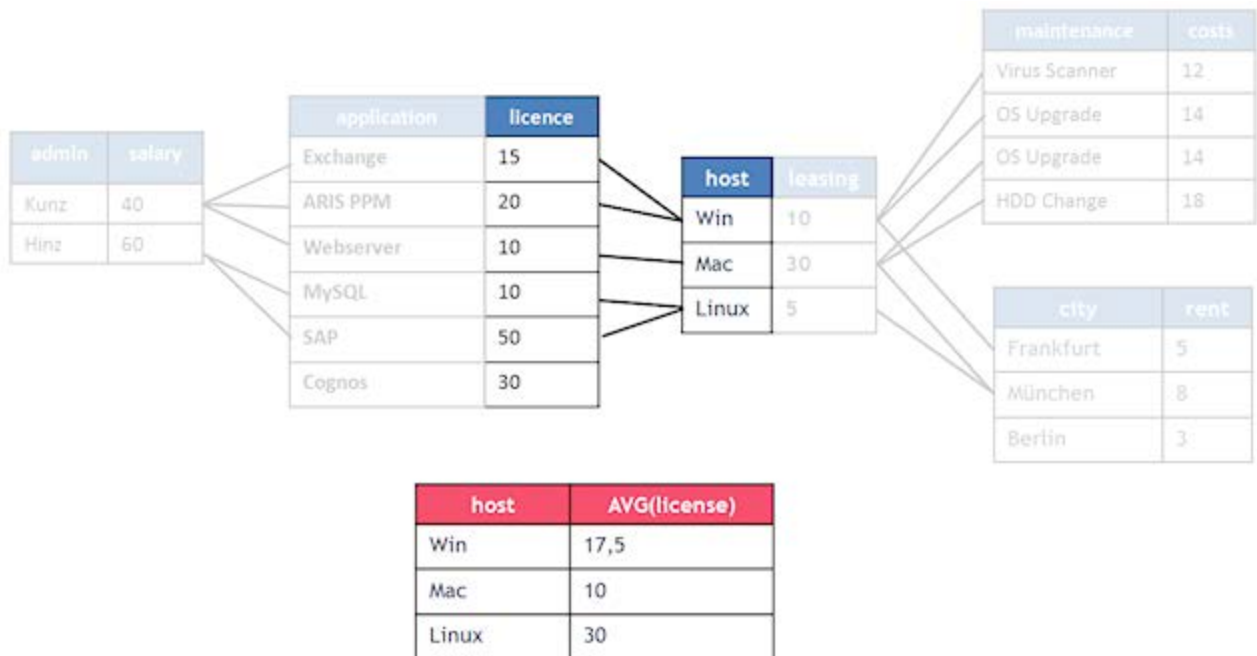 maintenance costs
Virus Scanner 12
OS Upgrade 14
OS Upgrade 14
HDD Change 18
application licence
Exchange 15
ARIS PPM 20
Webserver 10
MySQL 10
SAP 50
Cognos 30
admin salary
Kunz 40
Hinz 60
host leasing
Win 10
Mac 30
Linux 5
city rent
Frankfurt 5
München 8
Berlin 3
host AVG(license)
Win 17,5
Mac 10
Linux 30